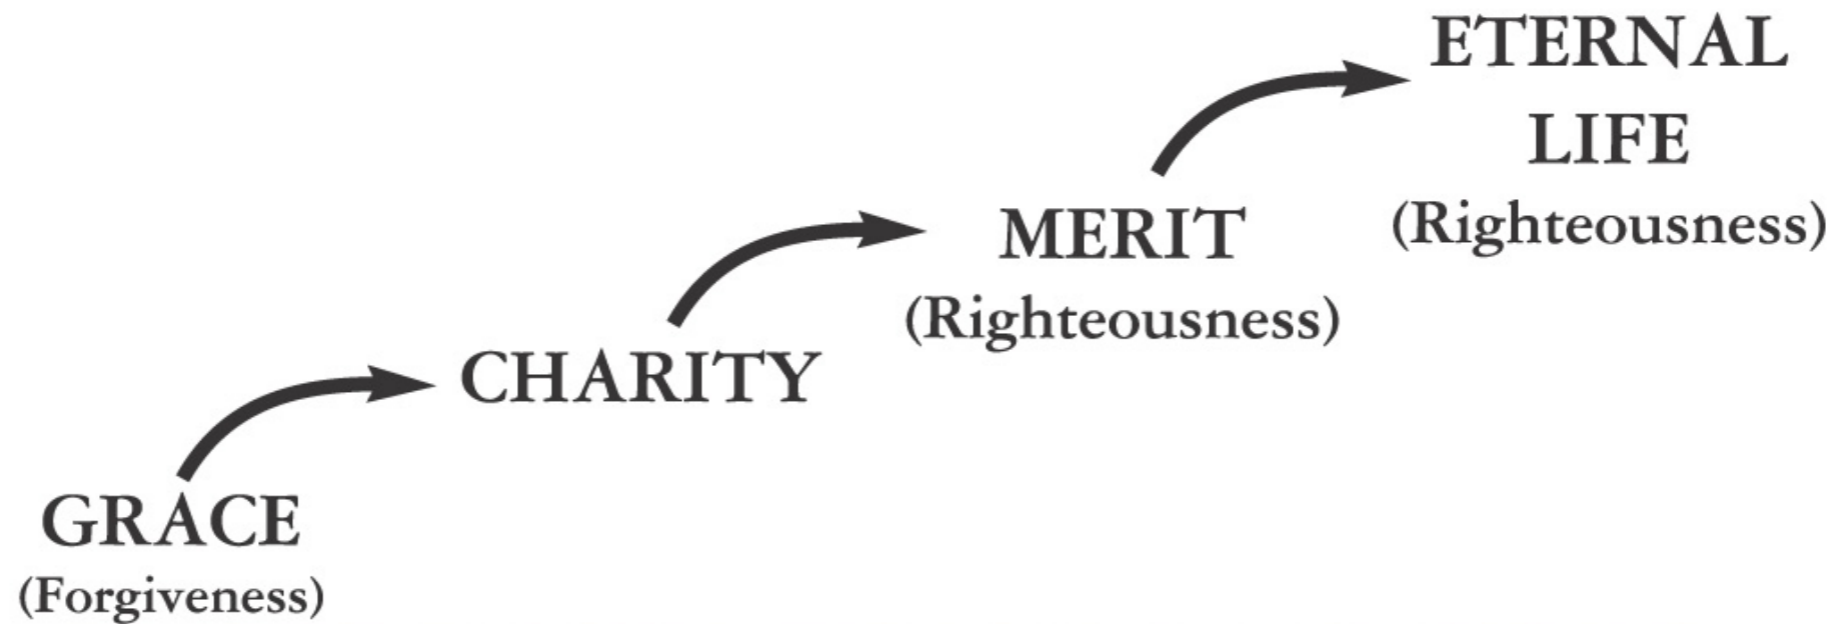 GRACE
(Forgiveness)
CHARITY
MERIT
(Righteousness)
ETERNAL
LIFE
(Righteousness)